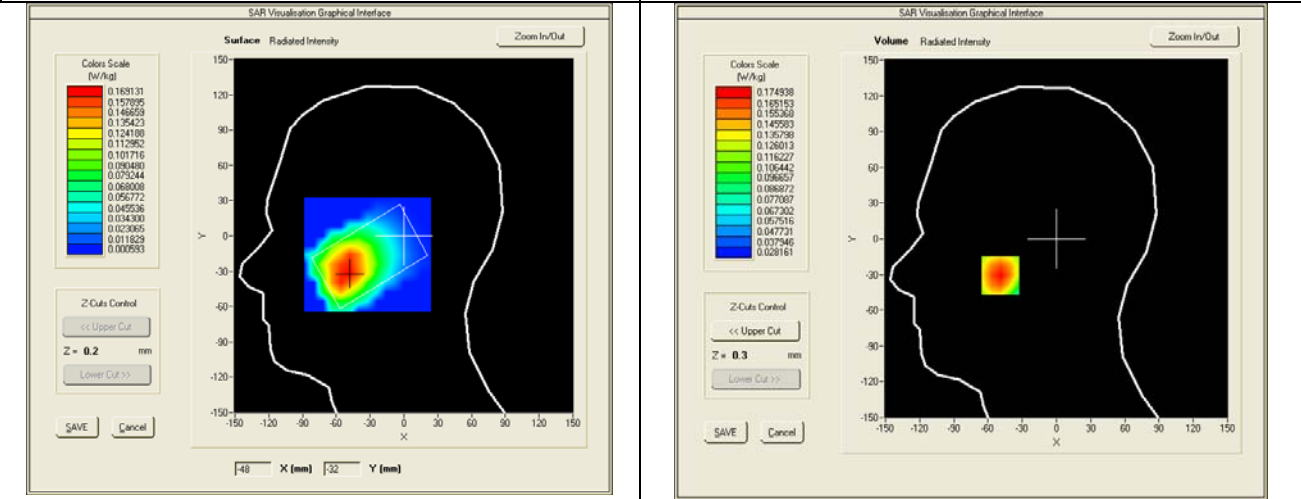 SAR Visualisation Graphical Interface
Surface Radiated Intensity
Zoom In/Out
Colors Scale
(W/kg)
0.169131
0.157895
0.146659
0.135423
0.124188
0.112952
0.101716
0.090480
0.079244
0.068008
0.056772
0.045536
0.034300
0.023065
0.011829
0.000593
Z-Cuts Control
<< Upper Cut
Z = 0.2 mm
Lower Cut >>
SAVE Cancel
150
120
90
60
30
0
-30
-60
-90
-120
-150
Y
-150 -120 -90 -60 -30 0 30 60 90 120 150
X
-48 X (mm) -32 Y (mm)
SAR Visualisation Graphical Interface
Volume Radiated Intensity
Zoom In/Out
Colors Scale
(W/kg)
0.174938
0.165153
0.155368
0.145583
0.135798
0.126013
0.116227
0.106442
0.096657
0.086872
0.077087
0.067302
0.057516
0.047731
0.037946
0.028161
Z-Cuts Control
<< Upper Cut
Z = 0.3 mm
Lower Cut >>
SAVE Cancel
150
120
90
60
30
0
-30
-60
-90
-120
-150
Y
-150 -120 -90 -60 -30 0 30 60 90 120 150
X